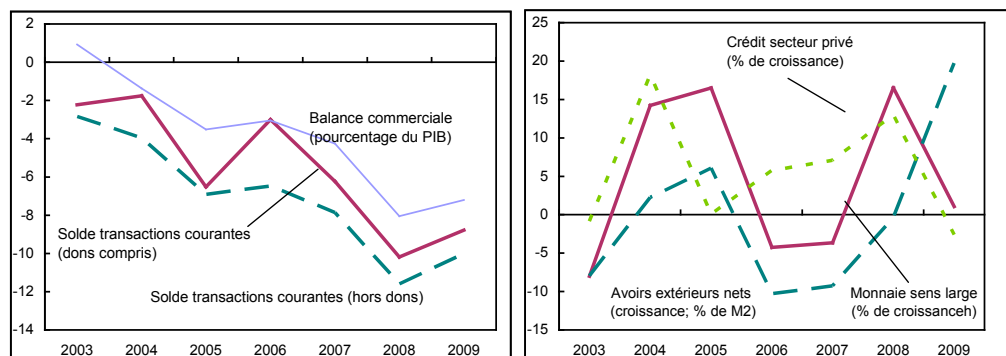 2
0
-2
-4
-6
-8
-10
-12
-14
2003 2004 2005 2006 2007 2008 2009
Balance commerciale
(pourcentage du PIB)
Solde transactions courantes
(dons compris)
Solde transactions courantes (hors dons)
25
20
15
10
5
0
-5
-10
-15
2003 2004 2005 2006 2007 2008 2009
Crédit secteur privé
(% de croissance)
Avoirs extérieurs nets
(croissance; % de M2)
Monnaie sens large
(% de croissanceh)